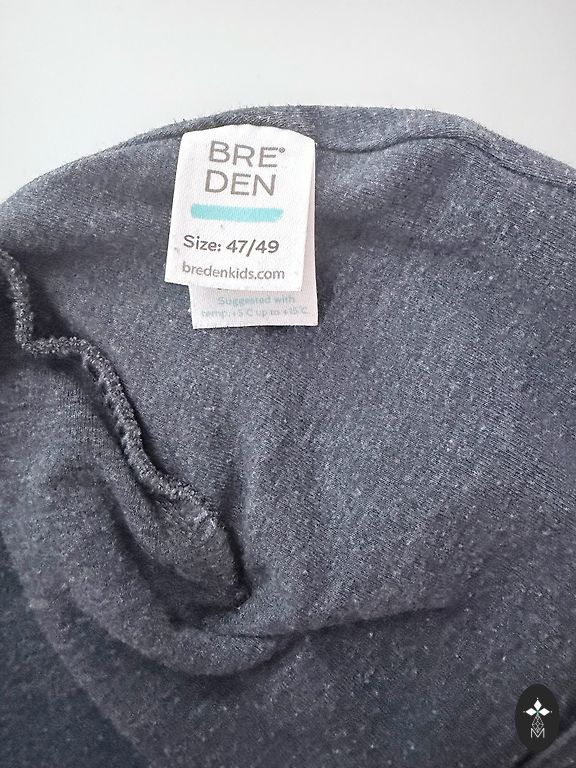 BRE®
DEN
Size: 47/49
bredenkids.com
Suggested with
temp. +5°C up to +15°C
M